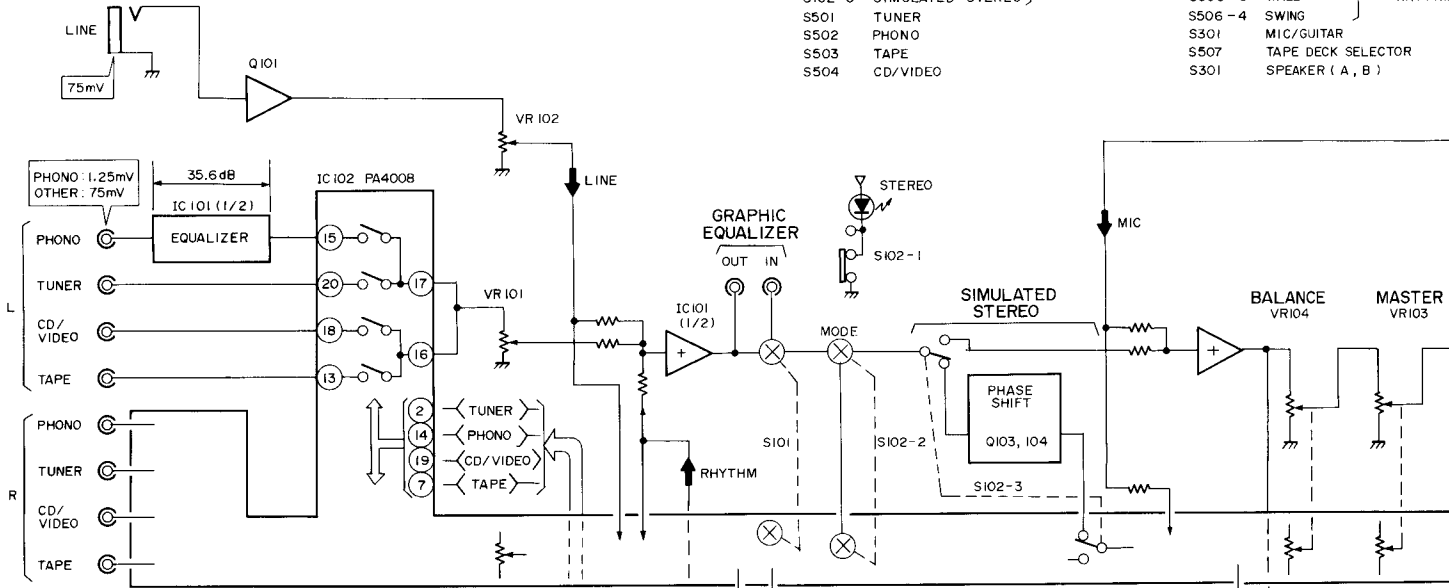 S501 TUNER
S502 PHONO
S503 TAPE
S504 CD/VIDEO
S506-4 SWING
S301 MIC/GUITAR
S507 TAPE DECK SELECTOR
S301 SPEAKER (A, B)
LINE
75mV
Q101
VR102
LINE
PHONO: 1.25mV
OTHER: 75mV
35.6dB
IC101 (1/2)
EQUALIZER
IC102 PA4008
L
PHONO
TUNER
CD/
VIDEO
TAPE
15
20
18
13
17
16
VR101
2 TUNER
14 PHONO
19 CD/VIDEO
7 TAPE
R
PHONO
TUNER
CD/
VIDEO
TAPE
RHYTHM
IC101
(1/2)
GRAPHIC
EQUALIZER
OUT IN
STEREO
S102-1
MODE
S101
S102-2
SIMULATED
STEREO
PHASE
SHIFT
Q103, 104
S102-3
MIC
BALANCE
VR104
MASTER
VR103